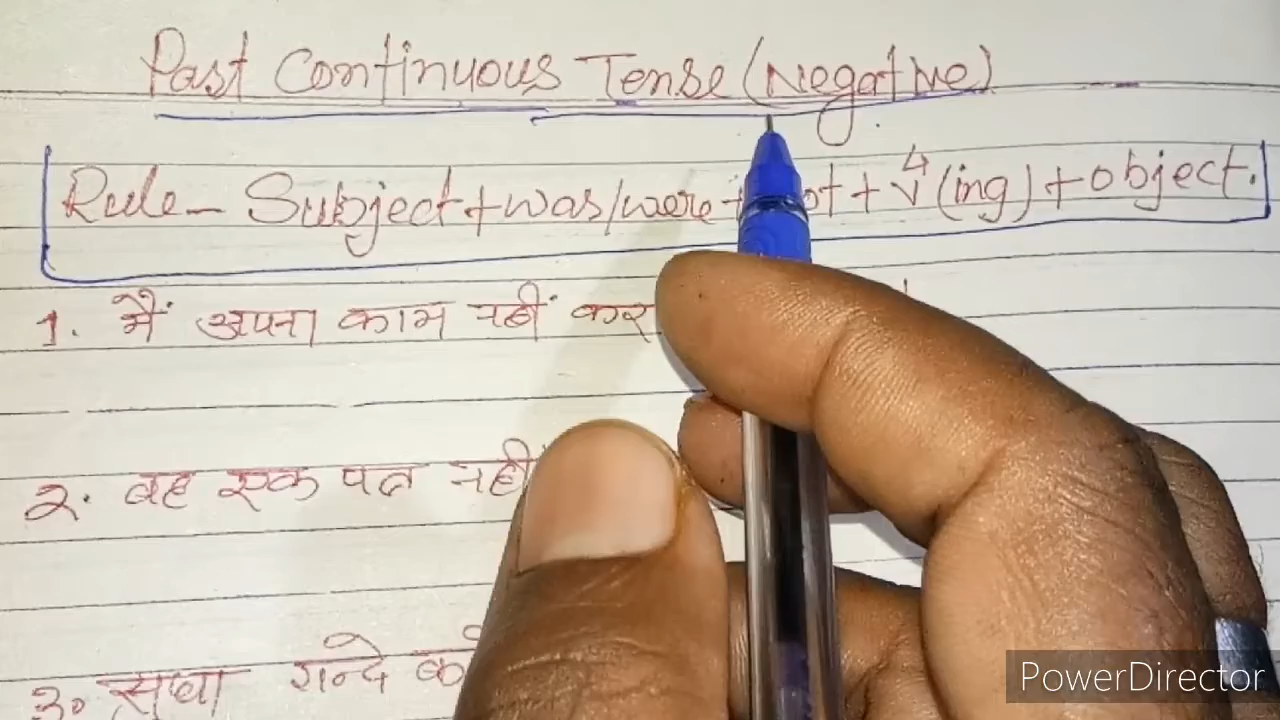 Past Continuous Tense (Negative)
Rule - Subject + was/were + not + V4 (ing) + object.
1. मैं अपना काम नहीं कर
2. वह एक पत्र नहीं
3. सुधा गन्दे
PowerDirector